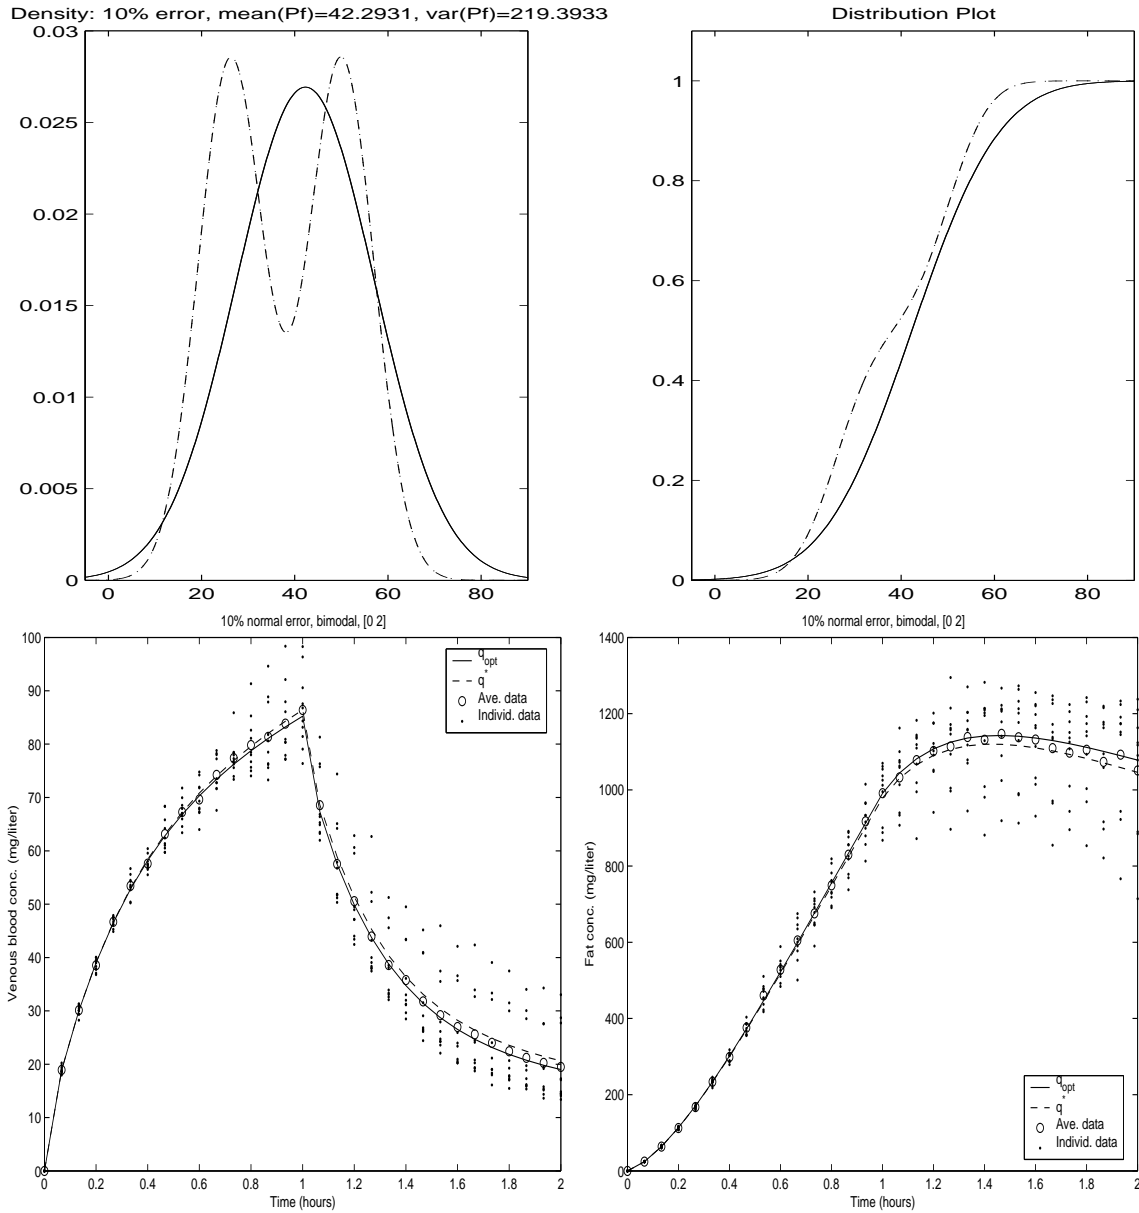 Density: 10% error, mean(Pf)=42.2931, var(Pf)=219.3933
0.03
0.025
0.02
0.015
0.01
0.005
0
0 20 40 60 80
Distribution Plot
1
0.8
0.6
0.4
0.2
0
0 20 40 60 80
10% normal error, bimodal, [0 2]
100
90
80
70
60
50
40
30
20
10
0
Venous blood conc. (mg/liter)
q_opt
q*
Ave. data
Individ. data
0 0.2 0.4 0.6 0.8 1 1.2 1.4 1.6 1.8 2
Time (hours)
10% normal error, bimodal, [0 2]
1400
1200
1000
800
600
400
200
0
Fat conc. (mg/liter)
q_opt
q*
Ave. data
Individ. data
0 0.2 0.4 0.6 0.8 1 1.2 1.4 1.6 1.8 2
Time (hours)